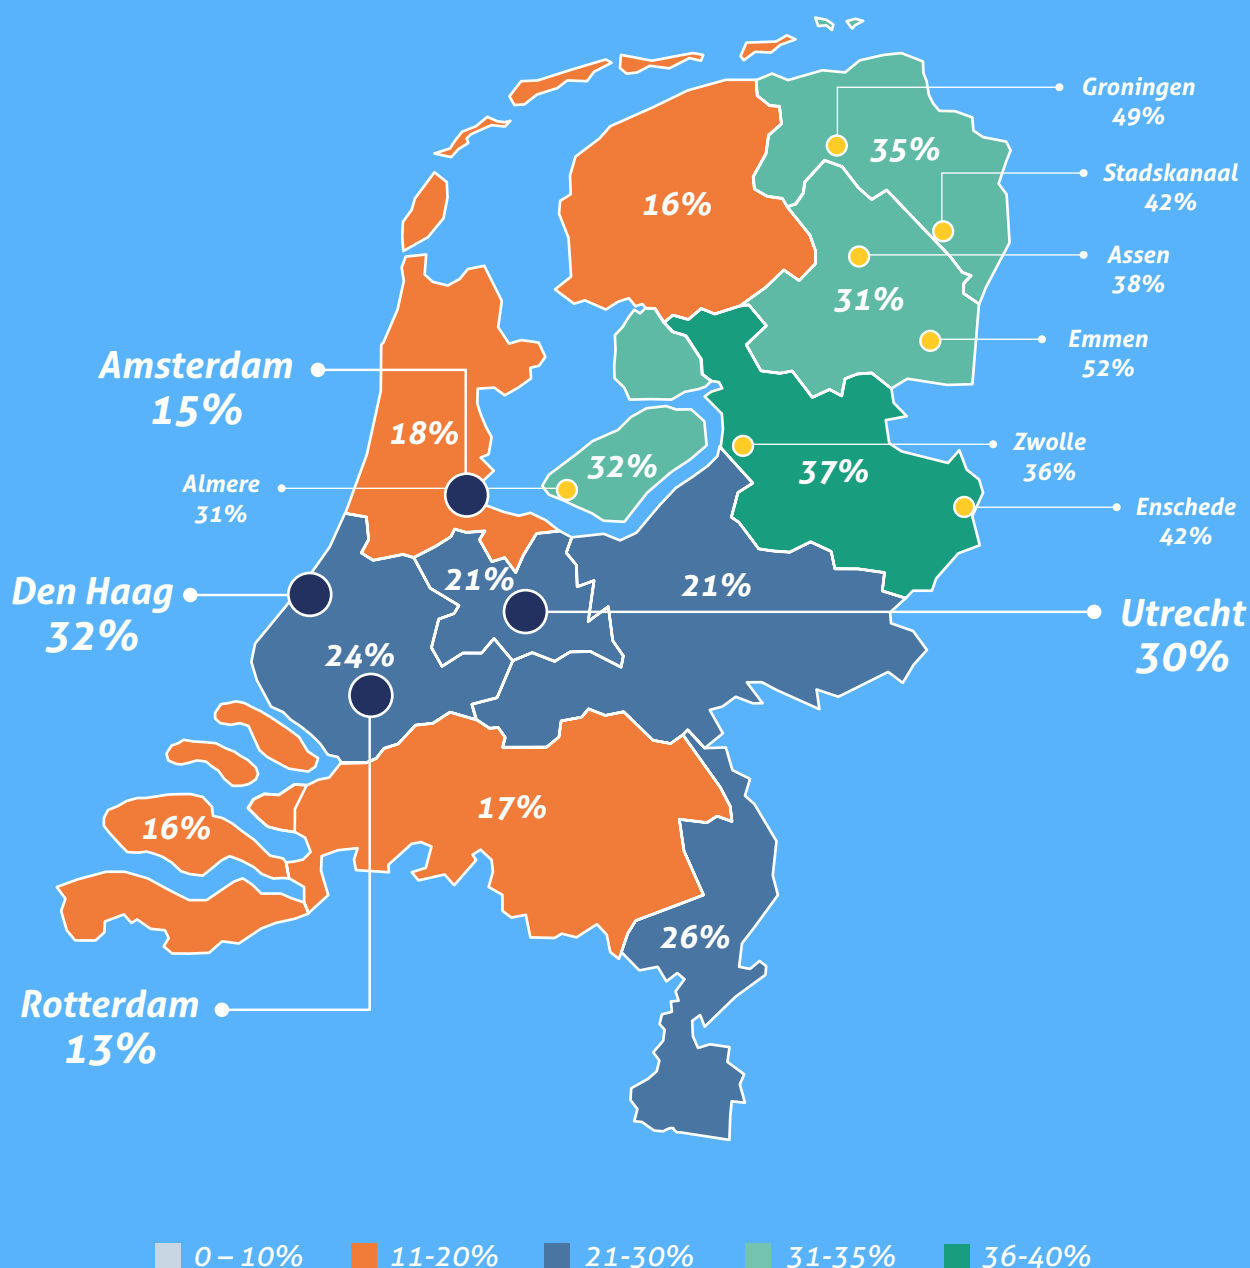 Groningen
49%
35%
Stadskanaal
42%
16%
Assen
38%
31%
Emmen
52%
Amsterdam
15%
18%
Zwolle
36%
32%
37%
Almere
31%
Enschede
42%
Den Haag
32%
21%
21%
Utrecht
30%
24%
17%
16%
26%
Rotterdam
13%
0 – 10%
11-20%
21-30%
31-35%
36-40%